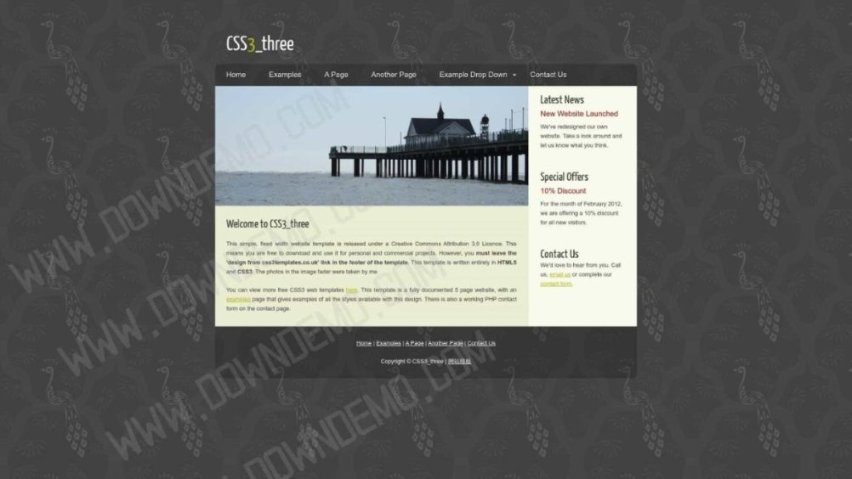 CSS3_three
Home Examples A Page Another Page Example Drop Down Contact Us
Welcome to CSS3_three
This simple, fixed width website template is released under a Creative Commons Attribution 3.0 Licence. This
means you are free to download and use it for personal and commercial projects. However, you must leave the
'design from css3templates.co.uk' link in the footer of the template. This template is written entirely in HTML5
and CSS3. The photos in the image fader were taken by me.
You can view more free CSS3 web templates here. This template is a fully documented 5 page website, with an
examples page that gives examples of all the styles available with this design. There is also a working PHP contact
form on the contact page.
Latest News
New Website Launched
We've redesigned our own
website. Take a look around and
let us know what you think.
Special Offers
10% Discount
For the month of February 2012,
we are offering a 10% discount
for all new visitors.
Contact Us
We'd love to hear from you. Call
us, email us or complete our
contact form.
Home | Examples | A Page | Another Page | Contact Us
Copyright © CSS3_three | 网站模板
WWW.DOWNDEMO.COM
WWW.DOWNDEMO.COM
WWW.DOWNDEMO.COM